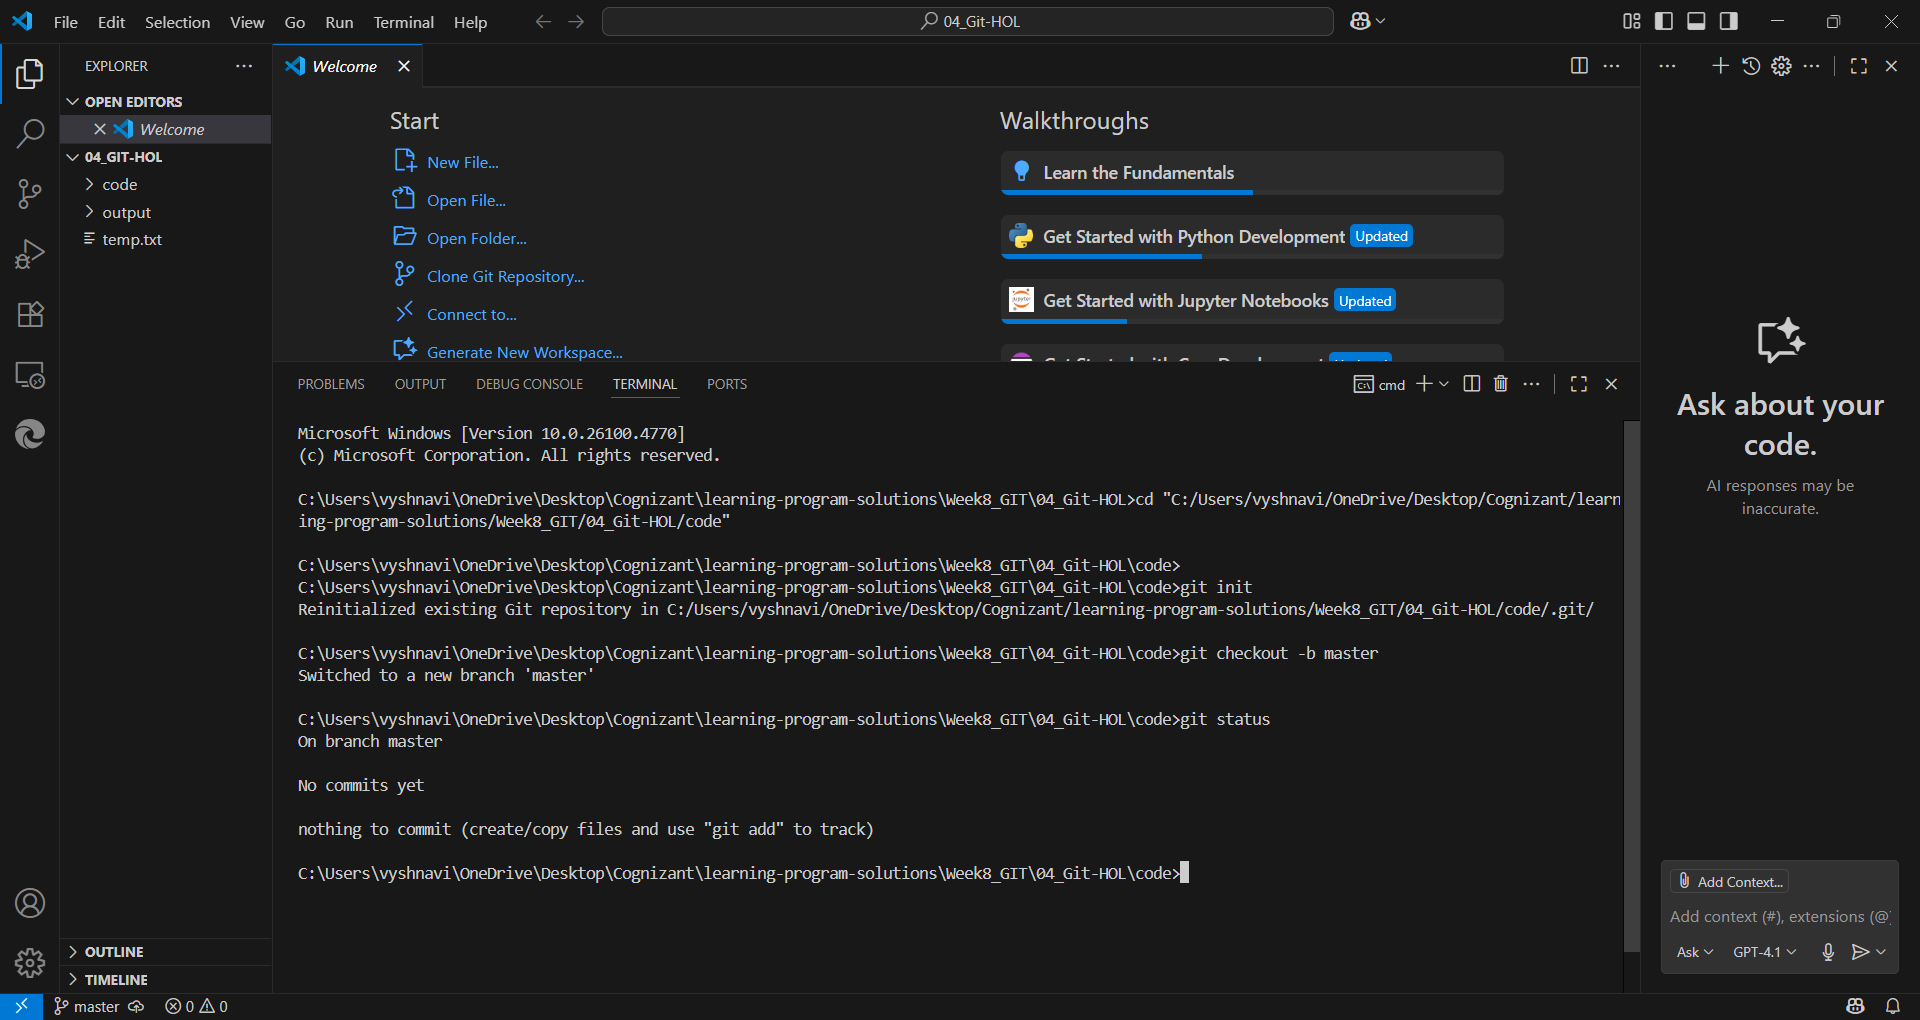 File Edit Selection View Go Run Terminal Help
04_Git-HOL
EXPLORER
OPEN EDITORS
Welcome
04_GIT-HOL
code
output
temp.txt
OUTLINE
TIMELINE
Welcome
Start
New File...
Open File...
Open Folder...
Clone Git Repository...
Connect to...
Generate New Workspace...
Walkthroughs
Learn the Fundamentals
Get Started with Python Development Updated
Get Started with Jupyter Notebooks Updated
PROBLEMS OUTPUT DEBUG CONSOLE TERMINAL PORTS
cmd
Microsoft Windows [Version 10.0.26100.4770]
(c) Microsoft Corporation. All rights reserved.
C:\Users\vyshnavi\OneDrive\Desktop\Cognizant\learning-program-solutions\Week8_GIT\04_Git-HOL>cd "C:/Users/vyshnavi/OneDrive/Desktop/Cognizant/learn
ing-program-solutions/Week8_GIT/04_Git-HOL/code"
C:\Users\vyshnavi\OneDrive\Desktop\Cognizant\learning-program-solutions\Week8_GIT\04_Git-HOL\code>
C:\Users\vyshnavi\OneDrive\Desktop\Cognizant\learning-program-solutions\Week8_GIT\04_Git-HOL\code>git init
Reinitialized existing Git repository in C:/Users/vyshnavi/OneDrive/Desktop/Cognizant/learning-program-solutions/Week8_GIT/04_Git-HOL/code/.git/
C:\Users\vyshnavi\OneDrive\Desktop\Cognizant\learning-program-solutions\Week8_GIT\04_Git-HOL\code>git checkout -b master
Switched to a new branch 'master'
C:\Users\vyshnavi\OneDrive\Desktop\Cognizant\learning-program-solutions\Week8_GIT\04_Git-HOL\code>git status
On branch master
No commits yet
nothing to commit (create/copy files and use "git add" to track)
C:\Users\vyshnavi\OneDrive\Desktop\Cognizant\learning-program-solutions\Week8_GIT\04_Git-HOL\code>
Ask about your
code.
AI responses may be
inaccurate.
Add Context...
Add context (#), extensions (@
Ask GPT-4.1
master 0 0